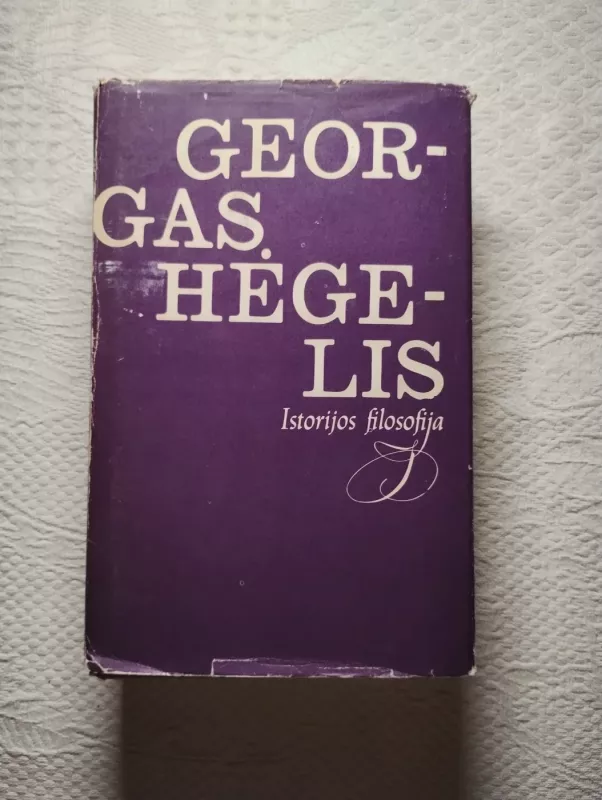 GEOR-
GAS
HĖGE-
LIS
Istorijos filosofija